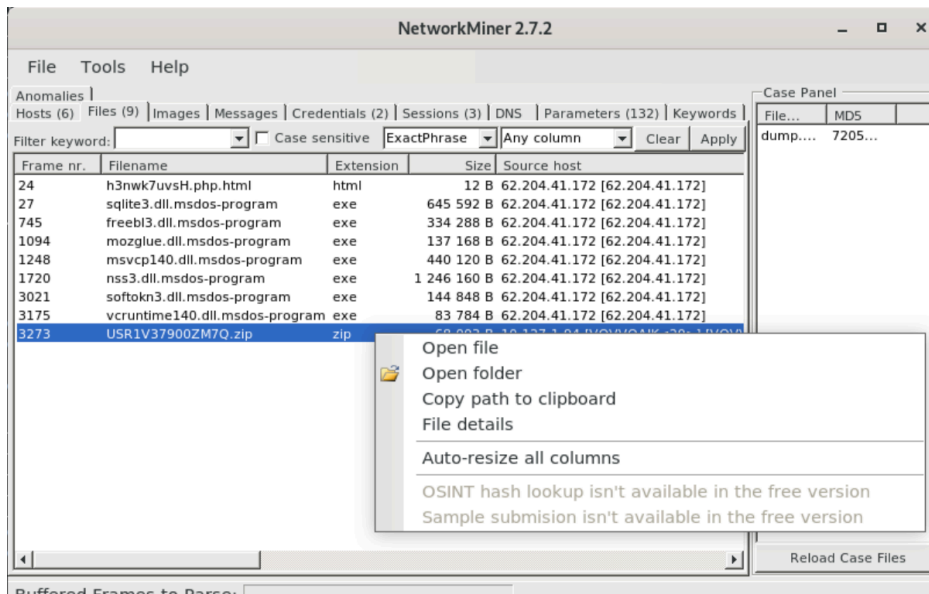 NetworkMiner 2.7.2
File Tools Help
Anomalies
Hosts (6) Files (9) Images Messages Credentials (2) Sessions (3) DNS Parameters (132) Keywords
Filter keyword: Case sensitive ExactPhrase Any column Clear Apply
Frame nr. Filename Extension Size Source host
24 h3nwk7uvsH.php.html html 12 B 62.204.41.172 [62.204.41.172]
27 sqlite3.dll.msdos-program exe 645 592 B 62.204.41.172 [62.204.41.172]
745 freebl3.dll.msdos-program exe 334 288 B 62.204.41.172 [62.204.41.172]
1094 mozglue.dll.msdos-program exe 137 168 B 62.204.41.172 [62.204.41.172]
1248 msvcp140.dll.msdos-program exe 440 120 B 62.204.41.172 [62.204.41.172]
1720 nss3.dll.msdos-program exe 1 246 160 B 62.204.41.172 [62.204.41.172]
3021 softokn3.dll.msdos-program exe 144 848 B 62.204.41.172 [62.204.41.172]
3175 vcruntime140.dll.msdos-program exe 83 784 B 62.204.41.172 [62.204.41.172]
3273 USR1V37900ZM7Q.zip zip
Open file
Open folder
Copy path to clipboard
File details
Auto-resize all columns
OSINT hash lookup isn't available in the free version
Sample submision isn't available in the free version
Case Panel
File... MD5
dump.... 7205...
Reload Case Files
Buffered Frames to Parse: